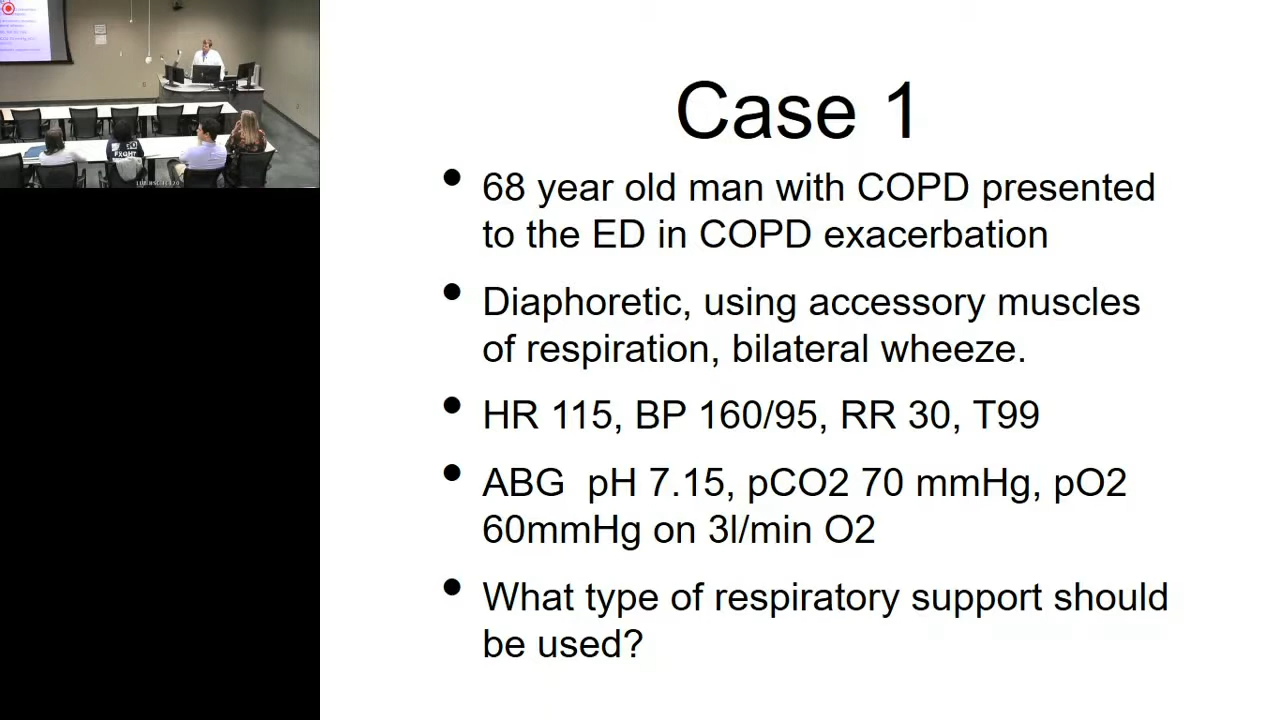 Case 1
68 year old man with COPD presented
to the ED in COPD exacerbation
Diaphoretic, using accessory muscles
of respiration, bilateral wheeze.
HR 115, BP 160/95, RR 30, T99
ABG  pH 7.15, pCO2 70 mmHg, pO2
60mmHg on 3l/min O2
What type of respiratory support should
be used?